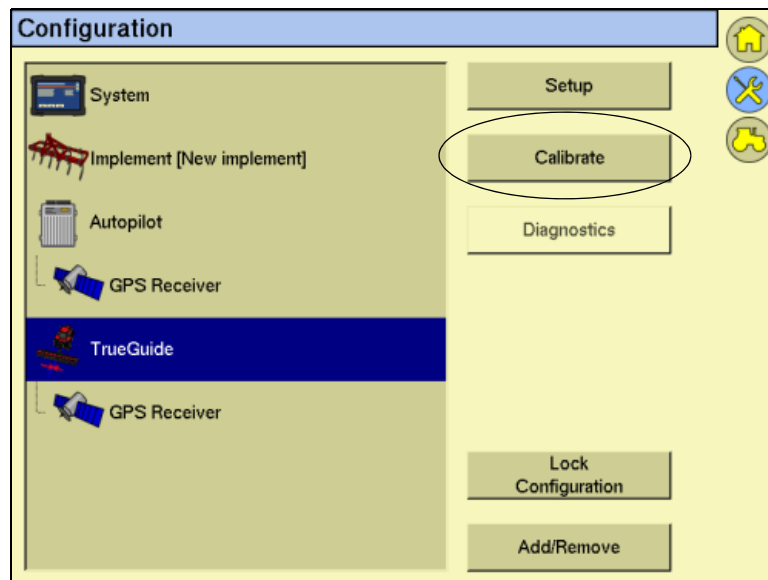 Configuration
System
Implement [New implement]
Autopilot
GPS Receiver
TrueGuide
GPS Receiver
Setup
Calibrate
Diagnostics
Lock
Configuration
Add/Remove